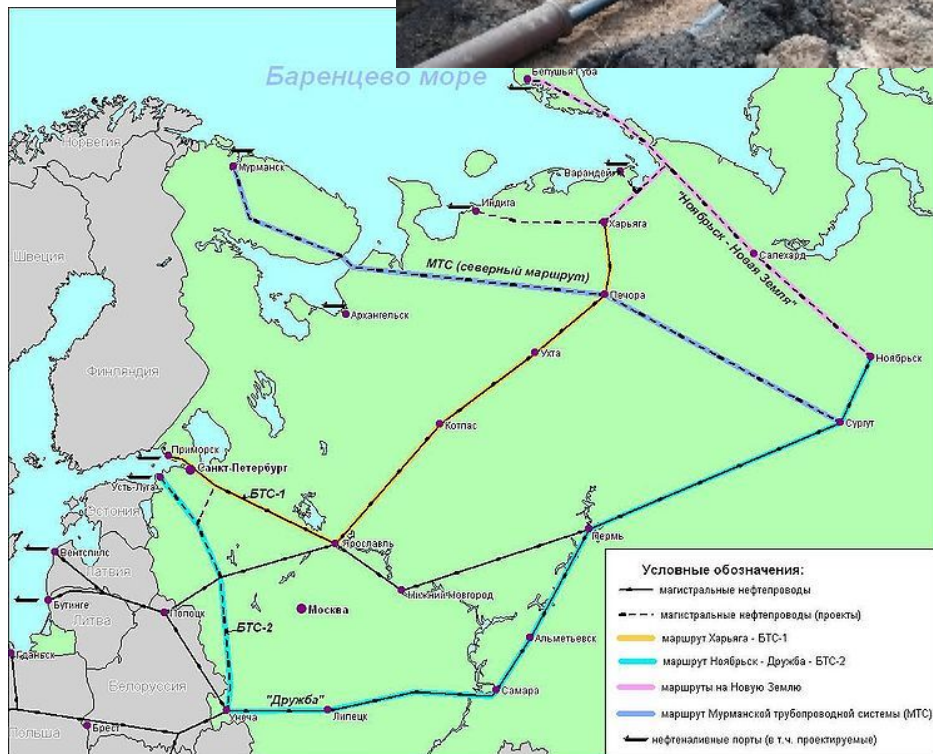 Баренцево море
Белушья Губа
Норвегия
Мурманск
Варандей
Индига
Харьяга
"Ноябрьск - Новая Земля"
Швеция
МТС (северный маршрут)
Салехард
Печора
Архангельск
Ухта
Ноябрьск
Финляндия
Котлас
Сургут
Приморск
Санкт-Петербург
Усть-Луга
БТС-1
Эстония
Ярославль
Пермь
Вентспилс
Латвия
Нижний Новгород
Бутинге
Полоцк
Москва
Литва
БТС-2
Альметьевск
Гданьск
Белоруссия
"Дружба"
Самара
Унеча
Липецк
Брест
Польша
Условные обозначения:
магистральные нефтепроводы
магистральные нефтепроводы (проекты)
маршрут Харьяга - БТС-1
маршрут Ноябрьск - Дружба - БТС-2
маршруты на Новую Землю
маршрут Мурманской трубопроводной системы (МТС)
нефтеналивные порты (в т.ч. проектируемые)